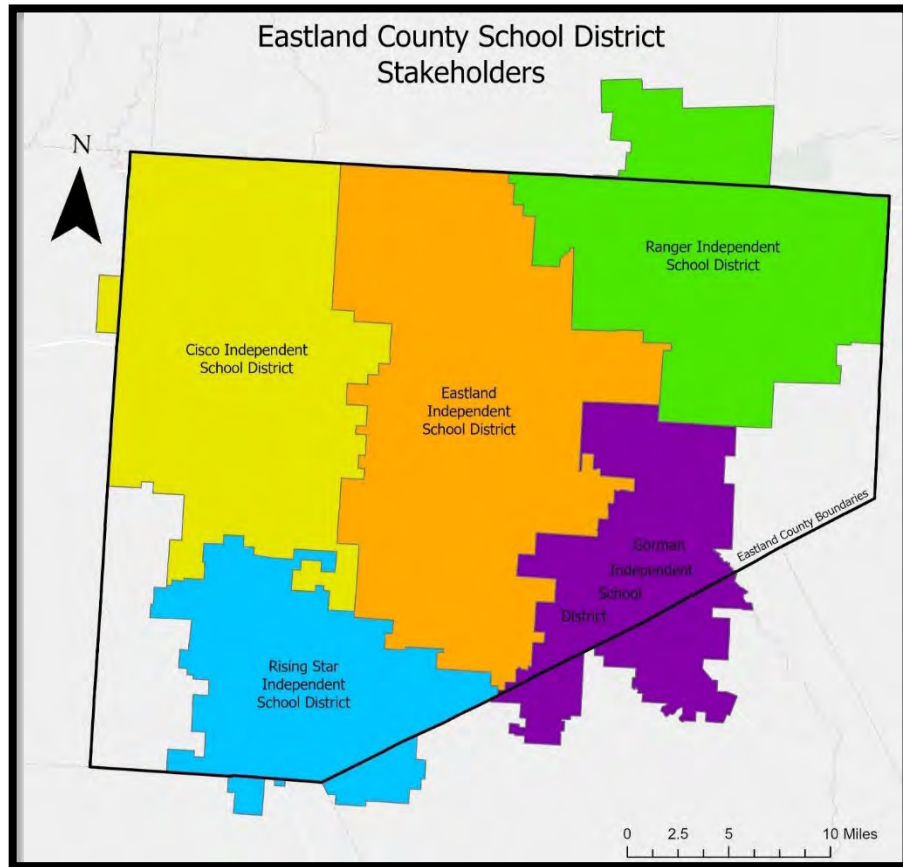 Eastland County School District
Stakeholders
N
Ranger Independent
School District
Cisco Independent
School District
Eastland
Independent
School District
Eastland County Boundaries
Gorman
Independent
School
District
Rising Star
Independent
School District
0 2.5 5 10 Miles